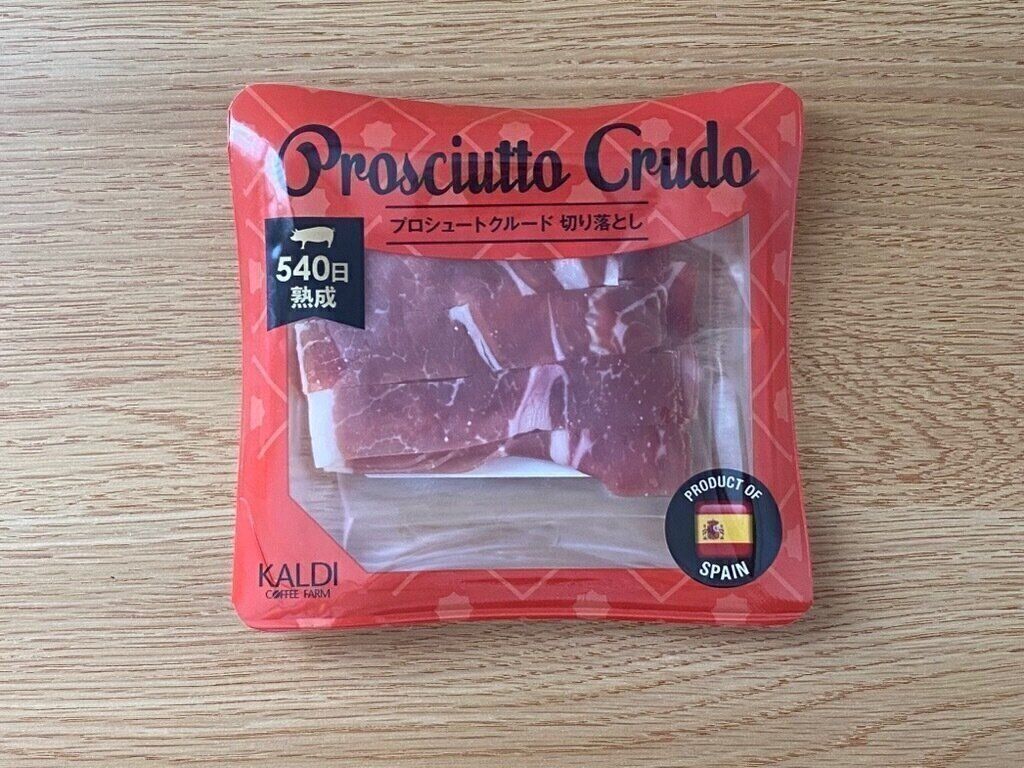 Prosciutto Crudo
プロシュートクルード 切り落とし
540日
熟成
PRODUCT OF
SPAIN
KALDI
COFFEE FARM